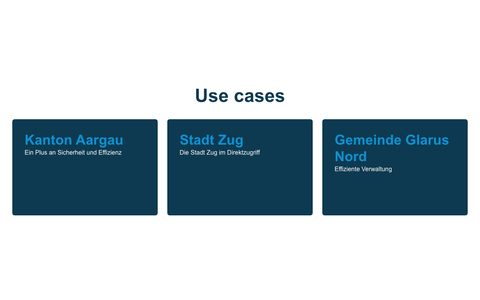 Use cases
Kanton Aargau
Ein Plus an Sicherheit und Effizienz
Stadt Zug
Die Stadt Zug im Direktzugriff
Gemeinde Glarus
Nord
Effiziente Verwaltung